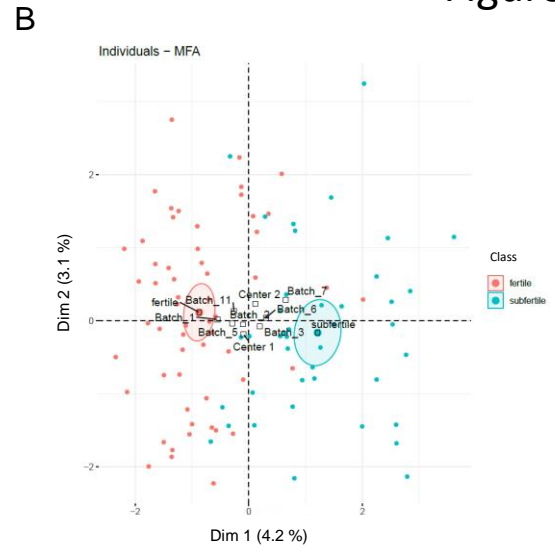 Figure
B
Individuals - MFA
Dim 2 (3.1 %)
2
0
-2
fertile
Batch_11
Center 2
Batch_7
Batch_1
Batch_6
Batch_5
Batch_3
subfertile
Center 1
-2
0
2
Dim 1 (4.2 %)
Class
fertile
subfertile